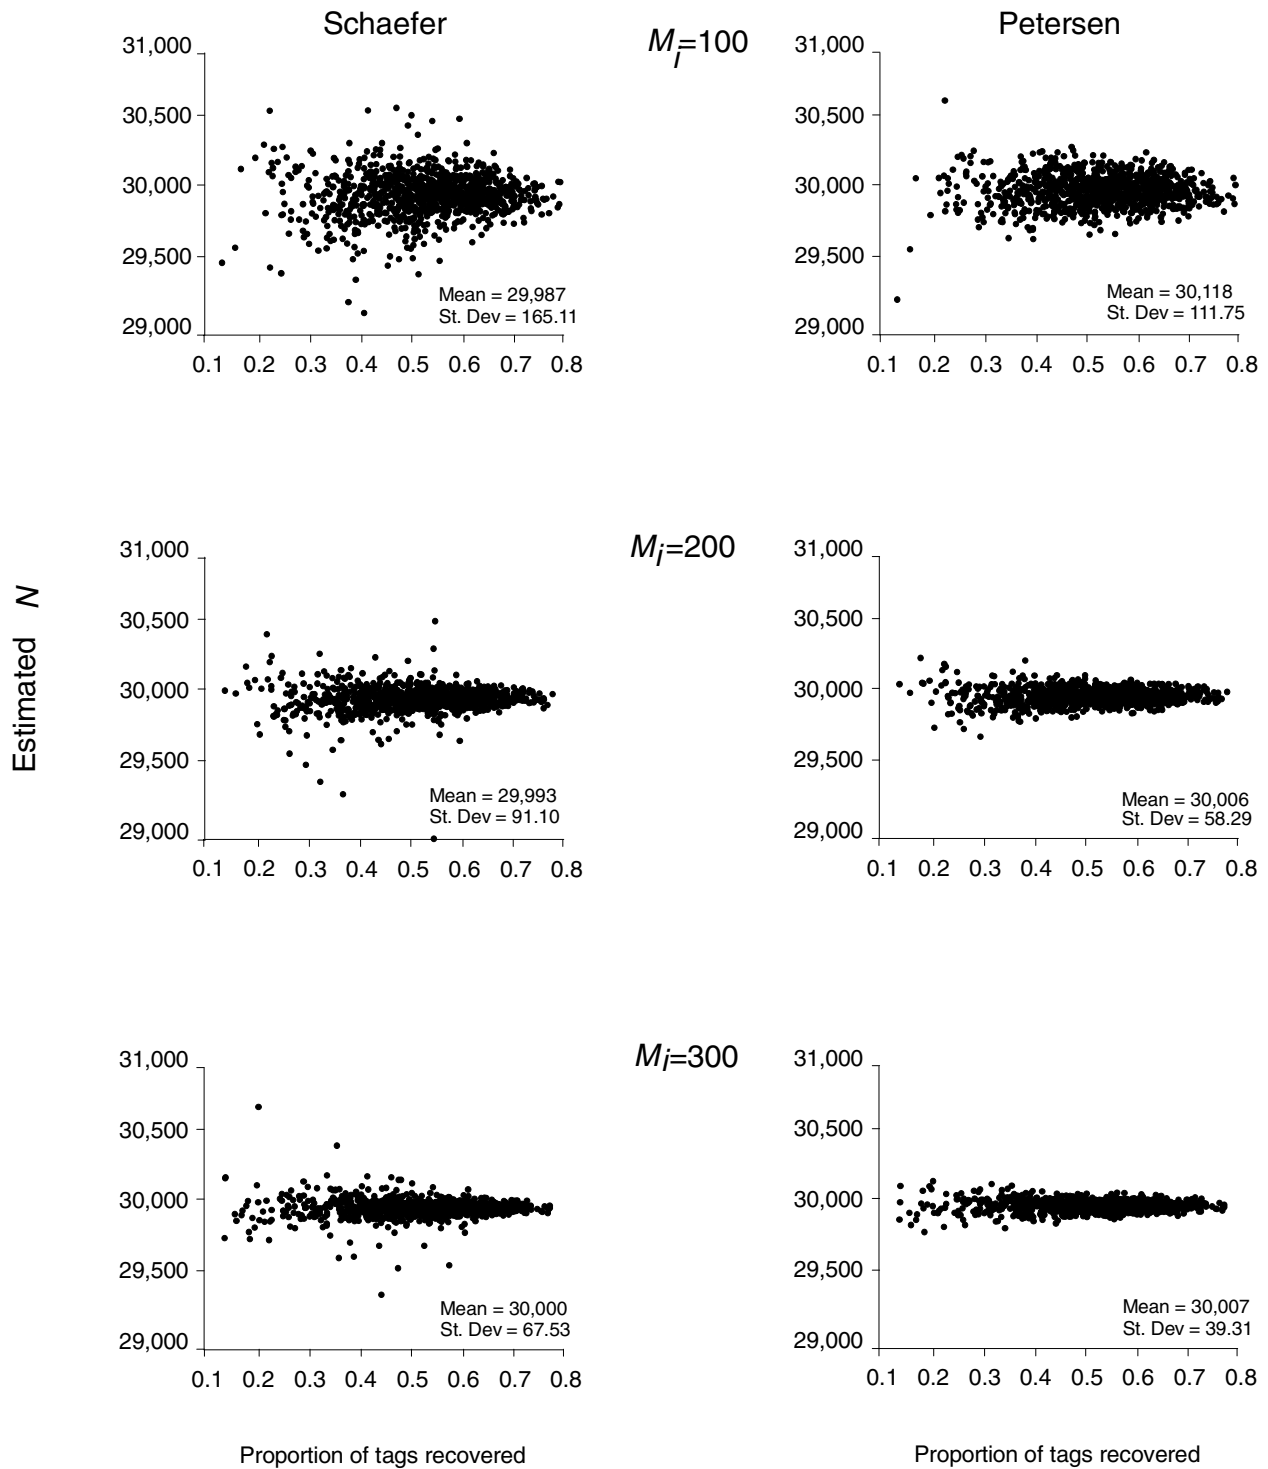 Schaefer
Mi=100
Petersen
31,000
30,500
30,000
29,500
29,000
Mean = 29,987
St. Dev = 165.11
0.1 0.2 0.3 0.4 0.5 0.6 0.7 0.8
31,000
30,500
30,000
29,500
29,000
Mean = 30,118
St. Dev = 111.75
0.1 0.2 0.3 0.4 0.5 0.6 0.7 0.8
Estimated N
Mi=200
31,000
30,500
30,000
29,500
29,000
Mean = 29,993
St. Dev = 91.10
0.1 0.2 0.3 0.4 0.5 0.6 0.7 0.8
31,000
30,500
30,000
29,500
29,000
Mean = 30,006
St. Dev = 58.29
0.1 0.2 0.3 0.4 0.5 0.6 0.7 0.8
Mi=300
31,000
30,500
30,000
29,500
29,000
Mean = 30,000
St. Dev = 67.53
0.1 0.2 0.3 0.4 0.5 0.6 0.7 0.8
Proportion of tags recovered
31,000
30,500
30,000
29,500
29,000
Mean = 30,007
St. Dev = 39.31
0.1 0.2 0.3 0.4 0.5 0.6 0.7 0.8
Proportion of tags recovered